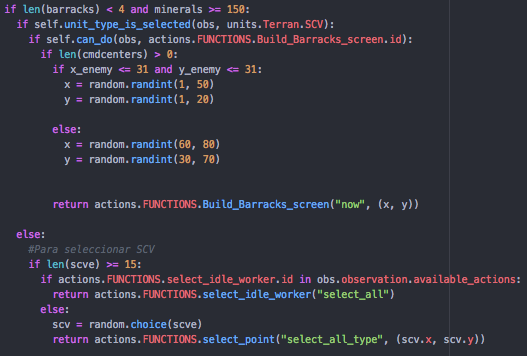 if len(barracks) < 4 and minerals >= 150:
  if self.unit_type_is_selected(obs, units.Terran.SCV):
    if self.can_do(obs, actions.FUNCTIONS.Build_Barracks_screen.id):
      if len(cmdcenters) > 0:
        if x_enemy <= 31 and y_enemy <= 31:
          x = random.randint(1, 50)
          y = random.randint(1, 20)

        else:
          x = random.randint(60, 80)
          y = random.randint(30, 70)


        return actions.FUNCTIONS.Build_Barracks_screen("now", (x, y))

  else:
    #Para seleccionar SCV
    if len(scve) >= 15:
      if actions.FUNCTIONS.select_idle_worker.id in obs.observation.available_actions:
        return actions.FUNCTIONS.select_idle_worker("select_all")
      else:
        scv = random.choice(scve)
        return actions.FUNCTIONS.select_point("select_all_type", (scv.x, scv.y))